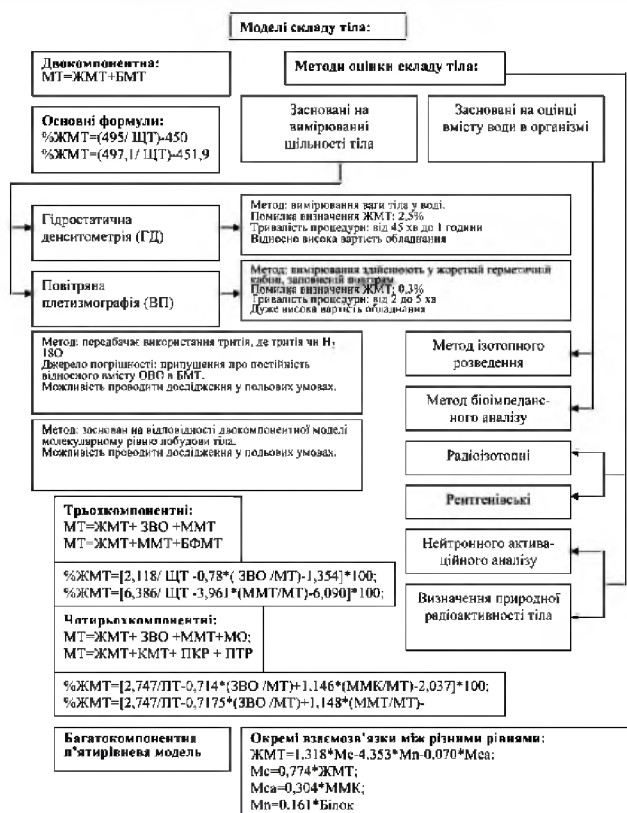 Моделі складу тіла:
Двокомпонентна:
МТ=ЖМТ+БМТ
Методи оцінки складу тіла:
Основні формули:
%ЖМТ=(495/ ЩТ)-450
%ЖМТ=(497,1/ ЩТ)-451,9
Засновані на
вимірюванні
щільності тіла
Засновані на оцінці
вмісту води в організмі
Гідростатична
денситометрія (ГД)
Метод: вимірювання ваги тіла у воді.
Помилка визначення ЖМТ: 2,5%
Тривалість процедури: від 45 хв до 1 години
Відносно висока вартість обладнання
Повітряна
плетизмографія (ВП)
Метод: вимірювання здійснюють у жорсткій герметичній
кабіні, заповненій повітрям
Помилка визначення ЖМТ: 0,3%
Тривалість процедури: від 2 до 5 хв
Дуже висока вартість обладнання
Метод: передбачає використання тритія, де тритія чи H2
18O
Джерело погрішності: припущення про постійність
відносного вмісту ОВО в БМТ.
Можливість проводити дослідження у польових умовах.
Метод ізотопного
розведення
Метод: заснован на відповідності двокомпонентної моделі
молекулярному рівню побудови тіла.
Можливість проводити дослідження у польових умовах.
Метод біоімпеданс-
ного аналізу
Радіоізотопні
Рентгенівські
Трьохкомпонентні:
МТ=ЖМТ+ ЗВО +ММТ
МТ=ЖМТ+ММТ+БФМТ
Нейтронного актива-
ційного аналізу
%ЖМТ=[2,118/ ЩТ -0,78*( ЗВО /МТ)-1,354]*100;
%ЖМТ=[6,386/ ЩТ -3,961*(ММТ/МТ)-6,090]*100;
Визначення природної
радіоактивності тіла
Чотирьохкомпонентні:
МТ=ЖМТ+ ЗВО +ММТ+МО;
МТ=ЖМТ+КМТ+ ПКР + ПТР
%ЖМТ=[2,747/ПТ-0,714*(ЗВО /МТ)+1,146*(ММК/МТ)-2,037]*100;
%ЖМТ=[2,747/ПТ-0,7175*(ЗВО /МТ)+1,148*(ММТ/МТ)-
Багатокомпонентна
п'ятирівнева модель
Окремі взаємозв'язки між різними рівнями:
ЖМТ=1,318*Мс-4,353*Mn-0,070*Мса;
Мс=0,774*ЖМТ;
Мса=0,304*ММК;
Mn=0,161*Білок